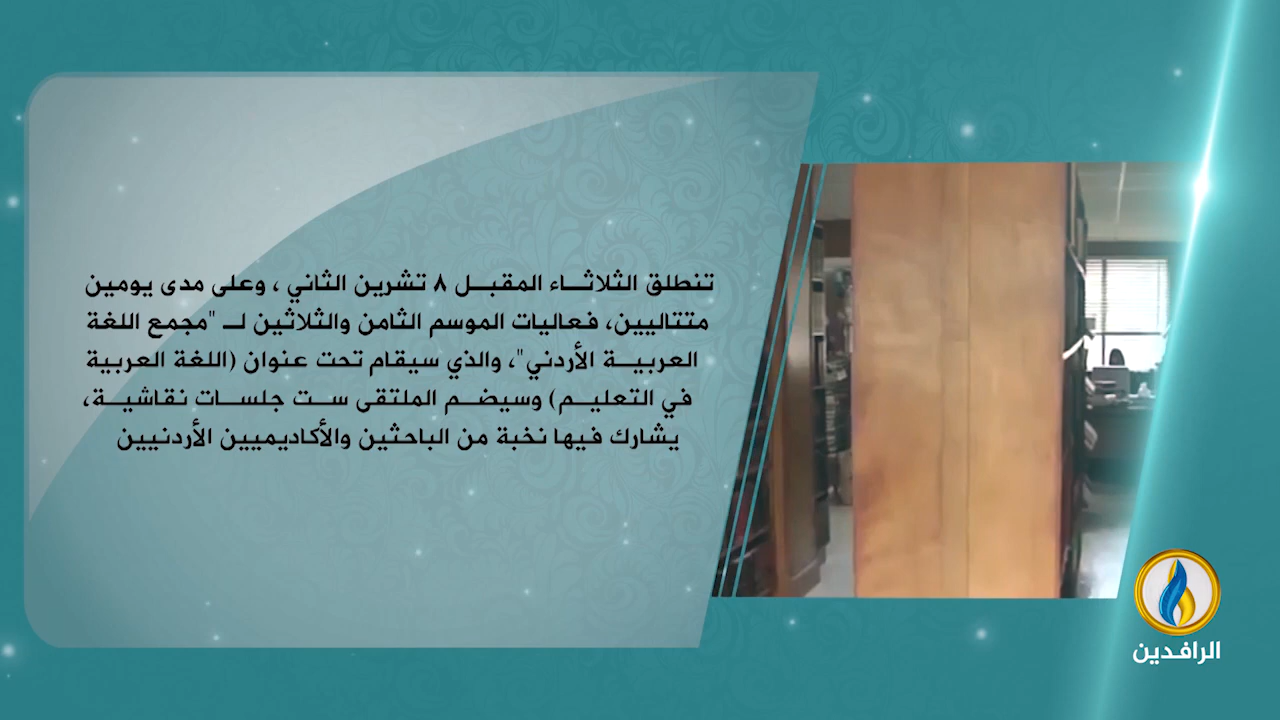 تنطلق الثلاثاء المقبل ٨ تشرين الثاني ، وعلى مدى يومين
متتاليين، فعاليات الموسم الثامن والثلاثين لـ "مجمع اللغة
العربية الأردني"، والذي سيقام تحت عنوان (اللغة العربية
في التعليم) وسيضم الملتقى ست جلسات نقاشية،
يشارك فيها نخبة من الباحثين والأكاديميين الأردنيين
الرافدين